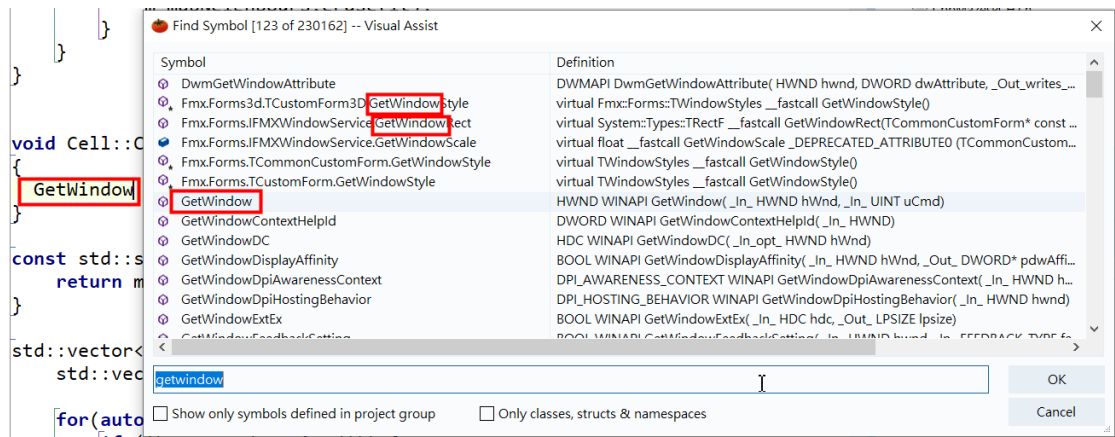 }
}
}
void Cell::C
{
GetWindow
}
const std::s
return m
}
std::vector<
std::vec
for(auto
Find Symbol [123 of 230162] -- Visual Assist
Symbol Definition
DwmGetWindowAttribute DWMAPI DwmGetWindowAttribute( HWND hwnd, DWORD dwAttribute, _Out_writes_...
Fmx.Forms3d.TCustomForm3D.GetWindowStyle virtual Fmx::Forms::TWindowStyles __fastcall GetWindowStyle()
Fmx.Forms.IFMXWindowService.GetWindowRect virtual System::Types::TRectF __fastcall GetWindowRect(TCommonCustomForm* const ...
Fmx.Forms.IFMXWindowService.GetWindowScale virtual float __fastcall GetWindowScale _DEPRECATED_ATTRIBUTE0 (TCommonCustom...
Fmx.Forms.TCommonCustomForm.GetWindowStyle virtual TWindowStyles __fastcall GetWindowStyle()
Fmx.Forms.TCustomForm.GetWindowStyle virtual TWindowStyles __fastcall GetWindowStyle()
GetWindow HWND WINAPI GetWindow( _In_ HWND hWnd, _In_ UINT uCmd)
GetWindowContextHelpId DWORD WINAPI GetWindowContextHelpId( _In_ HWND)
GetWindowDC HDC WINAPI GetWindowDC( _In_opt_ HWND hWnd)
GetWindowDisplayAffinity BOOL WINAPI GetWindowDisplayAffinity( _In_ HWND hWnd, _Out_ DWORD* pdwAffi...
GetWindowDpiAwarenessContext DPI_AWARENESS_CONTEXT WINAPI GetWindowDpiAwarenessContext( _In_ HWND h...
GetWindowDpiHostingBehavior DPI_HOSTING_BEHAVIOR WINAPI GetWindowDpiHostingBehavior( _In_ HWND hwnd)
GetWindowExtEx BOOL WINAPI GetWindowExtEx( _In_ HDC hdc, _Out_ LPSIZE lpsize)
getwindow
OK
Show only symbols defined in project group Only classes, structs & namespaces
Cancel